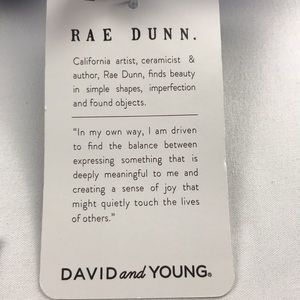 RAE DUNN.
California artist, ceramicist &
author, Rae Dunn, finds beauty
in simple shapes, imperfection
and found objects.
"In my own way, I am driven
to find the balance between
expressing something that is
deeply meaningful to me and
creating a sense of joy that
might quietly touch the lives
of others."
DAVID and YOUNG®